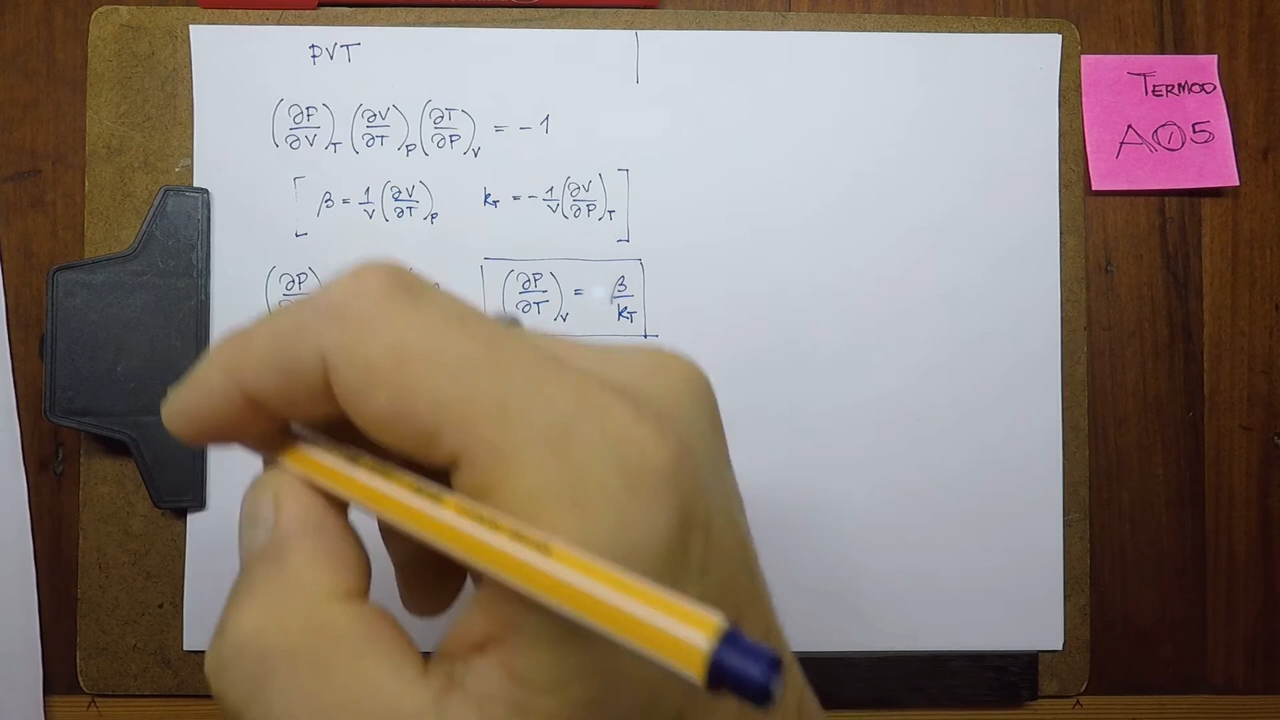 PVT
(∂P/∂V)_T (∂V/∂T)_P (∂T/∂P)_V = -1
[ β = 1/V (∂V/∂T)_P   k_T = -1/V (∂V/∂P)_T ]
(∂P/   (∂P/∂T)_V = β/k_T
TERMOD
A05